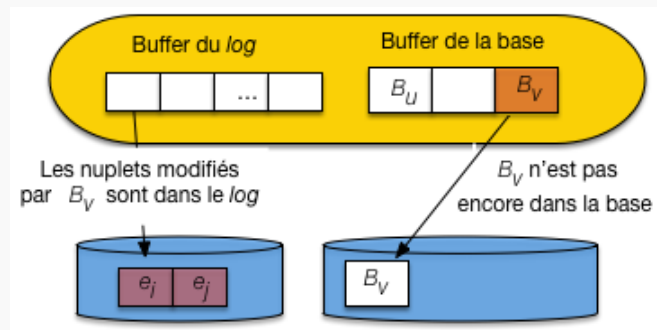 Buffer du log
Buffer de la base
...
B_u
B_v
Les nuplets modifiés
par B_v sont dans le log
B_v n'est pas
encore dans la base
e_i
e_j
B_v